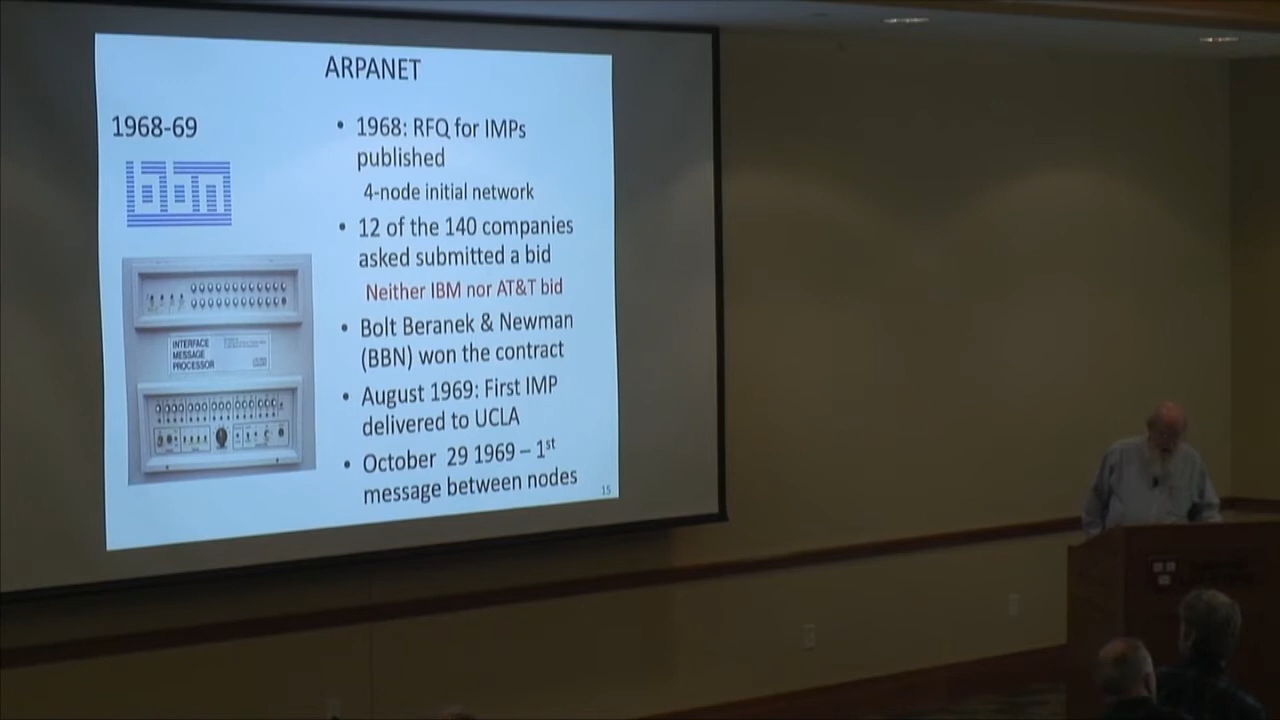 ARPANET
1968-69
bbn
• 1968: RFQ for IMPs
published
4-node initial network
• 12 of the 140 companies
asked submitted a bid
Neither IBM nor AT&T bid
• Bolt Beranek & Newman
(BBN) won the contract
• August 1969: First IMP
delivered to UCLA
• October 29 1969 – 1st
message between nodes
INTERFACE
MESSAGE
PROCESSOR
15